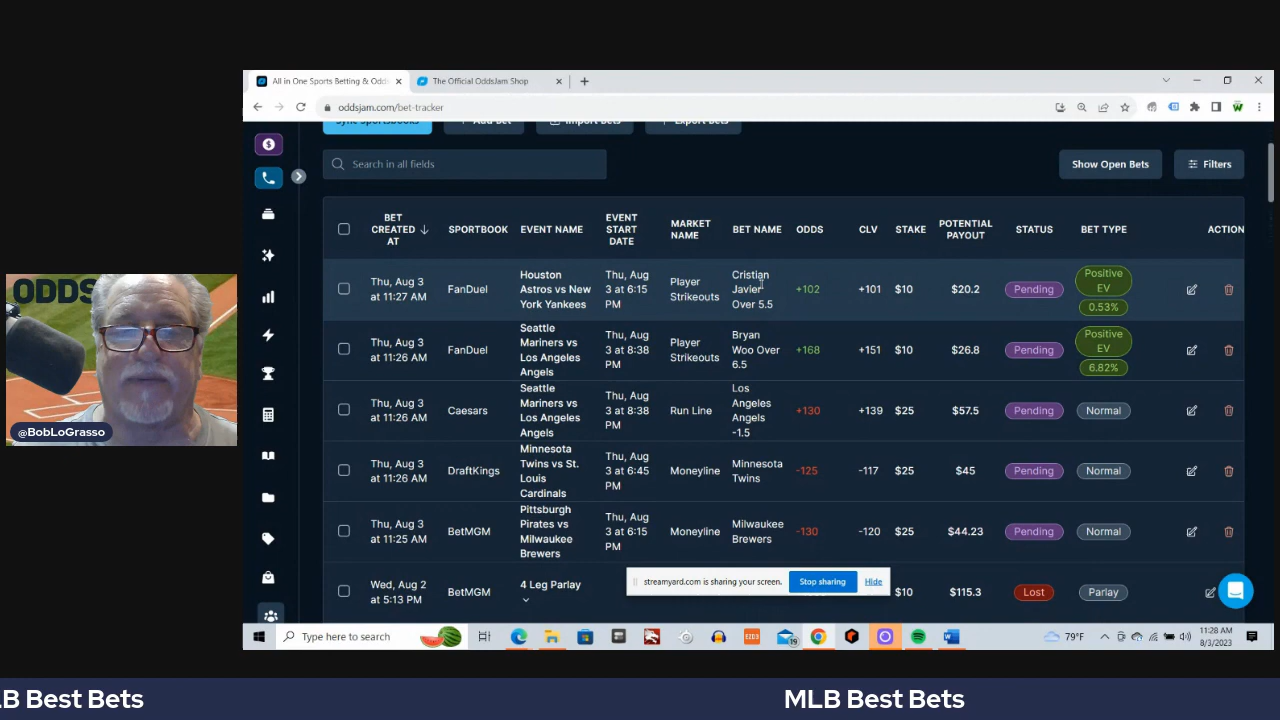 All in One Sports Betting & Odds
The Official OddsJam Shop
oddsjam.com/bet-tracker
Sync Sportsbooks
Add Bet
Import Bets
Export Bets
Search in all fields
Show Open Bets
Filters
BET CREATED AT
SPORTBOOK
EVENT NAME
EVENT START DATE
MARKET NAME
BET NAME
ODDS
CLV
STAKE
POTENTIAL PAYOUT
STATUS
BET TYPE
ACTION
Thu, Aug 3 at 11:27 AM
FanDuel
Houston Astros vs New York Yankees
Thu, Aug 3 at 6:15 PM
Player Strikeouts
Cristian Javier Over 5.5
+102
+101
$10
$20.2
Pending
Positive EV
0.53%
Thu, Aug 3 at 11:26 AM
FanDuel
Seattle Mariners vs Los Angeles Angels
Thu, Aug 3 at 8:38 PM
Player Strikeouts
Bryan Woo Over 6.5
+168
+151
$10
$26.8
Pending
Positive EV
6.82%
Thu, Aug 3 at 11:26 AM
Caesars
Seattle Mariners vs Los Angeles Angels
Thu, Aug 3 at 8:38 PM
Run Line
Los Angeles Angels -1.5
+130
+139
$25
$57.5
Pending
Normal
Thu, Aug 3 at 11:26 AM
DraftKings
Minnesota Twins vs St. Louis Cardinals
Thu, Aug 3 at 6:45 PM
Moneyline
Minnesota Twins
-125
-117
$25
$45
Pending
Normal
Thu, Aug 3 at 11:25 AM
BetMGM
Pittsburgh Pirates vs Milwaukee Brewers
Thu, Aug 3 at 6:15 PM
Moneyline
Milwaukee Brewers
-130
-120
$25
$44.23
Pending
Normal
Wed, Aug 2 at 5:13 PM
BetMGM
4 Leg Parlay
$10
$115.3
Lost
Parlay
streamyard.com is sharing your screen.
Stop sharing
Hide
Type here to search
19
79°F
11:28 AM
8/3/2023
ODDS
@BobLoGrasso
LB Best Bets
MLB Best Bets